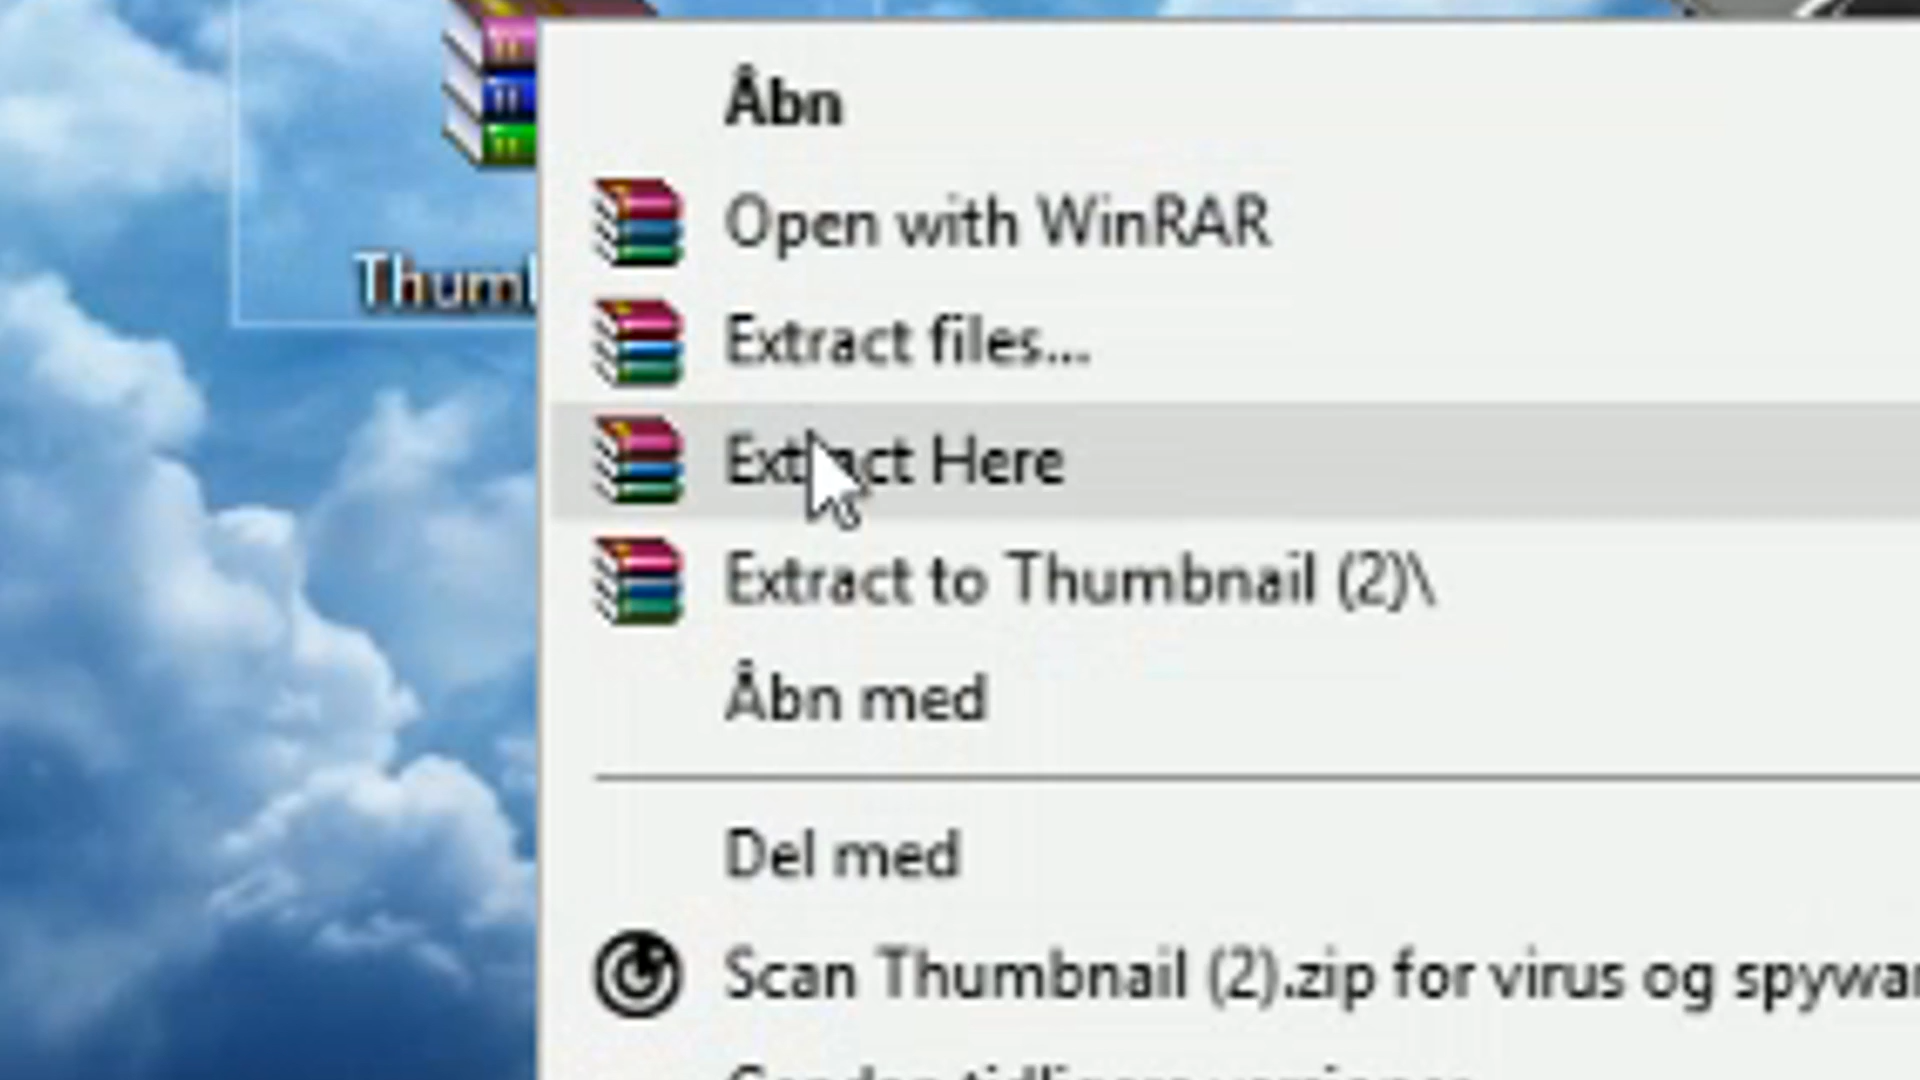 Thumb
Åbn
Open with WinRAR
Extract files...
Extract Here
Extract to Thumbnail (2)\
Åbn med
Del med
Scan Thumbnail (2).zip for virus og spywar